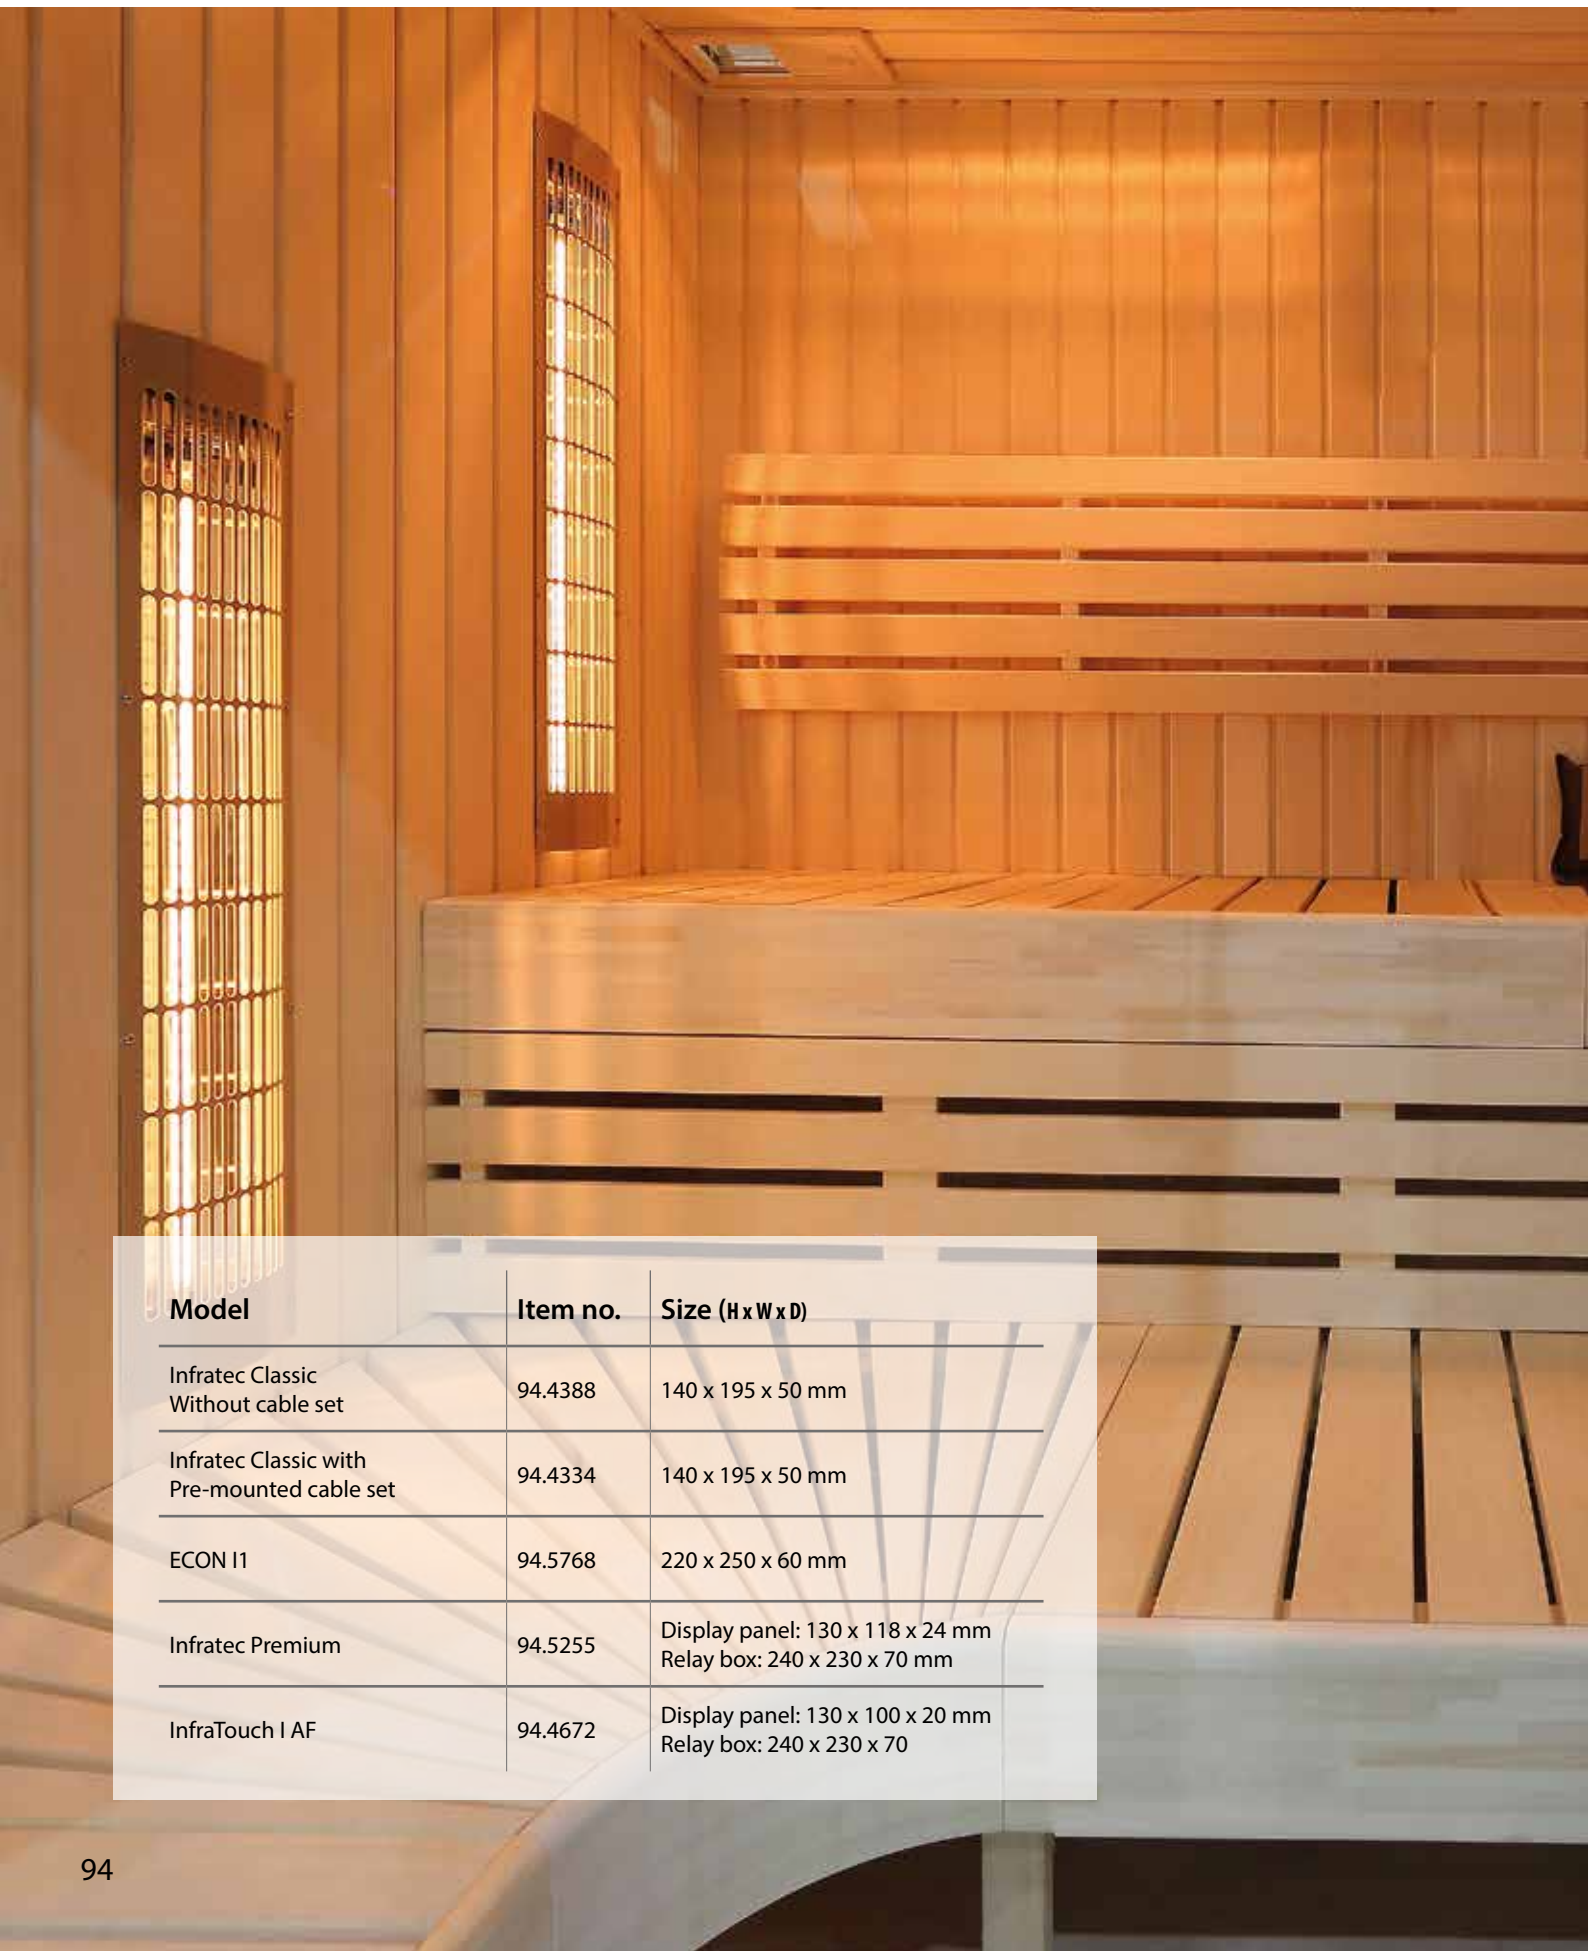 Model Item no. Size (H x W x D)
Infratec Classic
Without cable set
94.4388
140 x 195 x 50 mm
Infratec Classic with
Pre-mounted cable set
94.4334
140 x 195 x 50 mm
ECON I1 94.5768 220 x 250 x 60 mm
Infratec Premium
94.5255
Display panel: 130 x 118 x 24 mm
Relay box: 240 x 230 x 70 mm
InfraTouch I AF
94.4672
Display panel: 130 x 100 x 20 mm
Relay box: 240 x 230 x 70
94